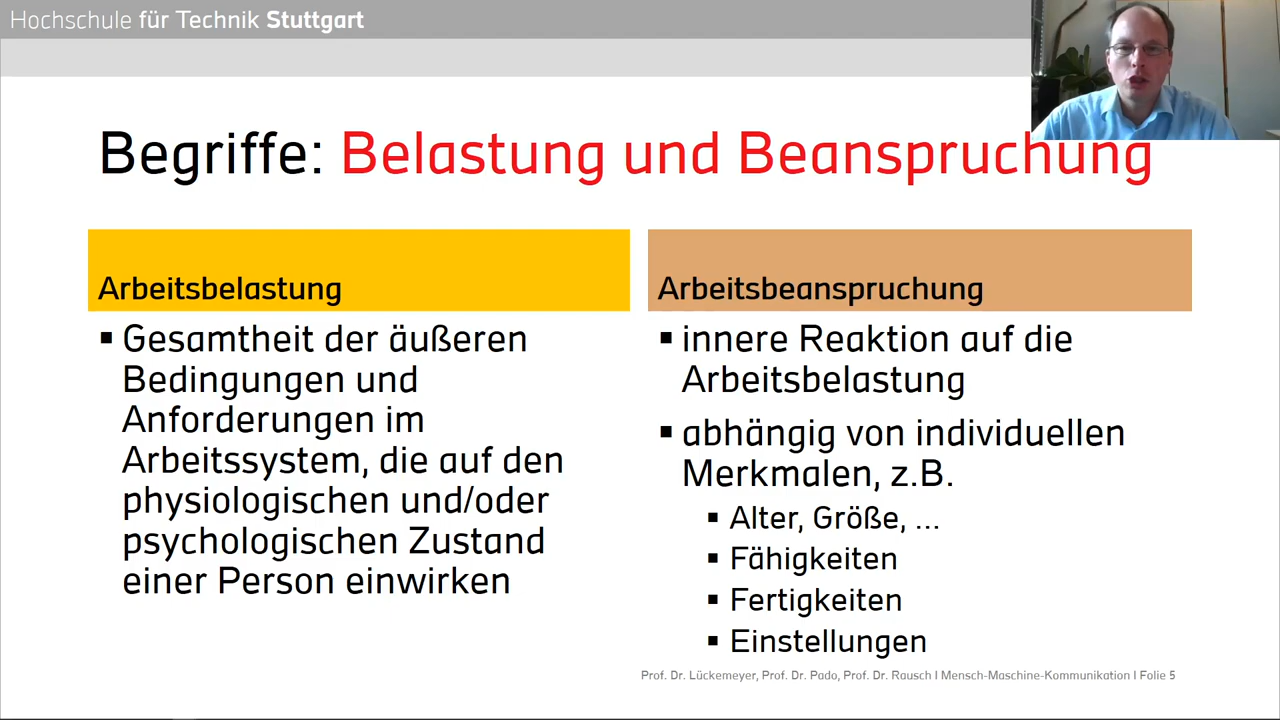 Hochschule für Technik Stuttgart
Begriffe: Belastung und Beanspruchung
Arbeitsbelastung
▪ Gesamtheit der äußeren
Bedingungen und
Anforderungen im
Arbeitssystem, die auf den
physiologischen und/oder
psychologischen Zustand
einer Person einwirken
Arbeitsbeanspruchung
▪ innere Reaktion auf die
Arbeitsbelastung
▪ abhängig von individuellen
Merkmalen, z.B.
▪ Alter, Größe, ...
▪ Fähigkeiten
▪ Fertigkeiten
▪ Einstellungen
Prof. Dr. Lückemeyer, Prof. Dr. Pado, Prof. Dr. Rausch I Mensch-Maschine-Kommunikation I Folie 5